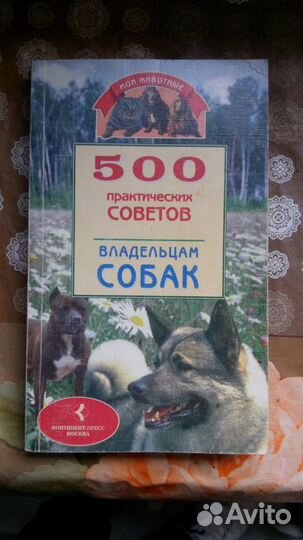 МОИ ЖИВОТНЫЕ
500
практических
СОВЕТОВ
ВЛАДЕЛЬЦАМ
СОБАК
КОНТИНЕНТ-ПРЕСС
МОСКВА
Avito